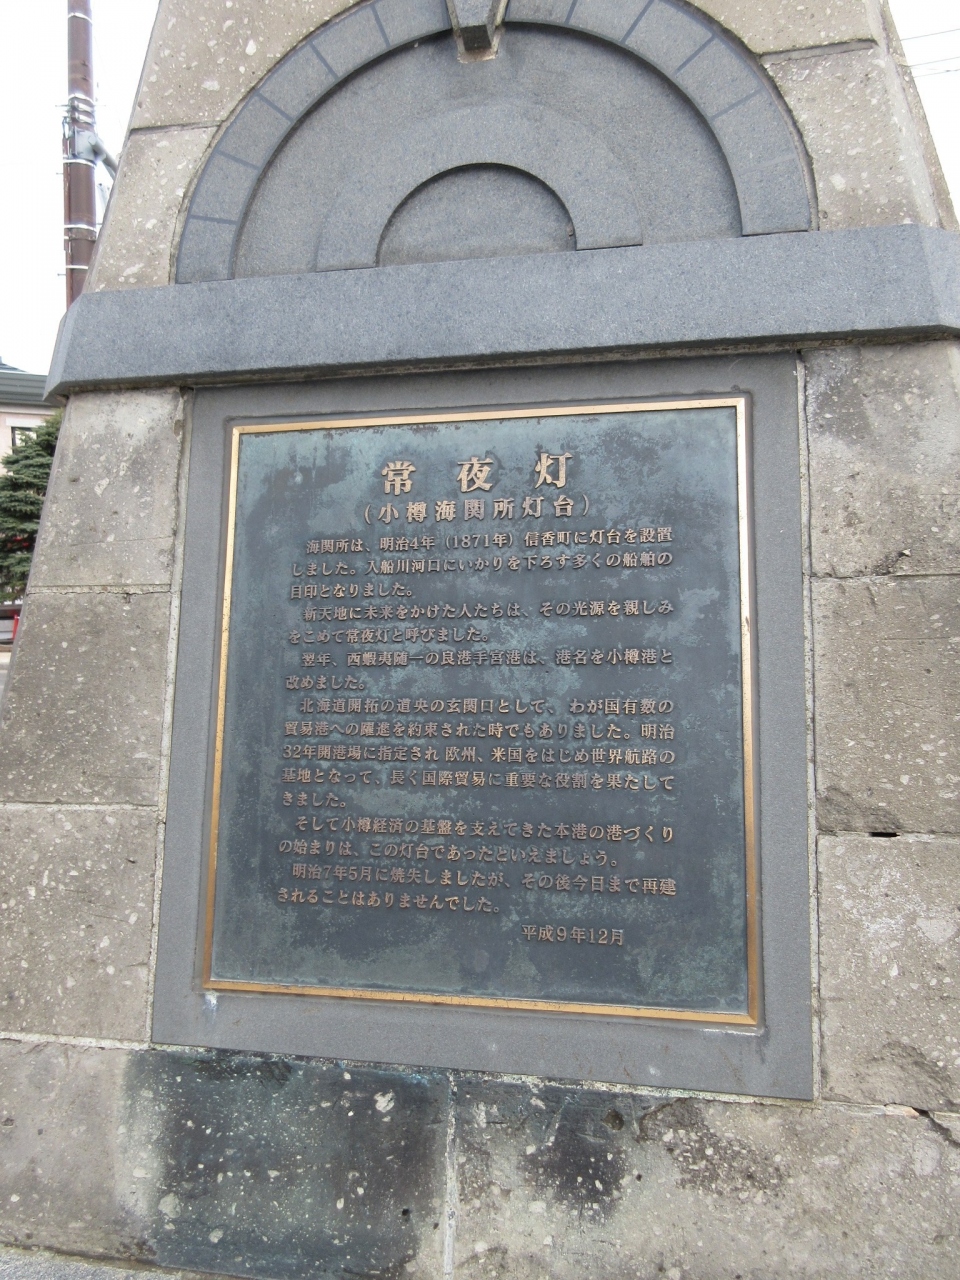 常夜灯
(小樽海関所灯台)
海関所は、明治4年(1871年)信香町に灯台を設置
しました。入船川河口にいかりを下ろす多くの船舶の
目印となりました。
新天地に未来をかけた人たちは、その光源を親しみ
をこめて常夜灯と呼びました。
翌年、西蝦夷随一の良港手宮港は、港名を小樽港と
改めました。
北海道開拓の道央の玄関口として、わが国有数の
貿易港への躍進を約束された時でもありました。明治
32年開港場に指定され欧州、米国をはじめ世界航路の
基地となって、長く国際貿易に重要な役割を果たして
きました。
そして小樽経済の基盤を支えてきた本港の港づくり
の始まりは、この灯台であったといえましょう。
明治7年5月に焼失しましたが、その後今日まで再建
されることはありませんでした。
平成9年12月